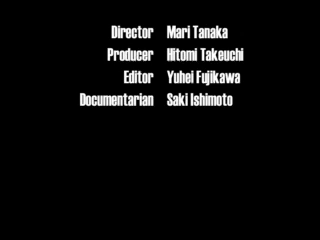 Director Mari Tanaka
Producer Hitomi Takeuchi
Editor Yuhei Fujikawa
Documentarian Saki Ishimoto